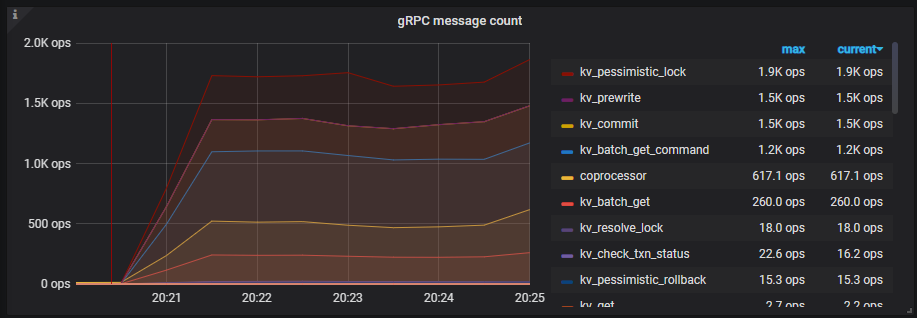 i
gRPC message count
2.0K ops
1.5K ops
1.0K ops
500 ops
0 ops
20:21 20:22 20:23 20:24 20:25
max current
kv_pessimistic_lock 1.9K ops 1.9K ops
kv_prewrite 1.5K ops 1.5K ops
kv_commit 1.5K ops 1.5K ops
kv_batch_get_command 1.2K ops 1.2K ops
coprocessor 617.1 ops 617.1 ops
kv_batch_get 260.0 ops 260.0 ops
kv_resolve_lock 18.0 ops 18.0 ops
kv_check_txn_status 22.6 ops 16.2 ops
kv_pessimistic_rollback 15.3 ops 15.3 ops
kv_get 2.7 ops 2.2 ops